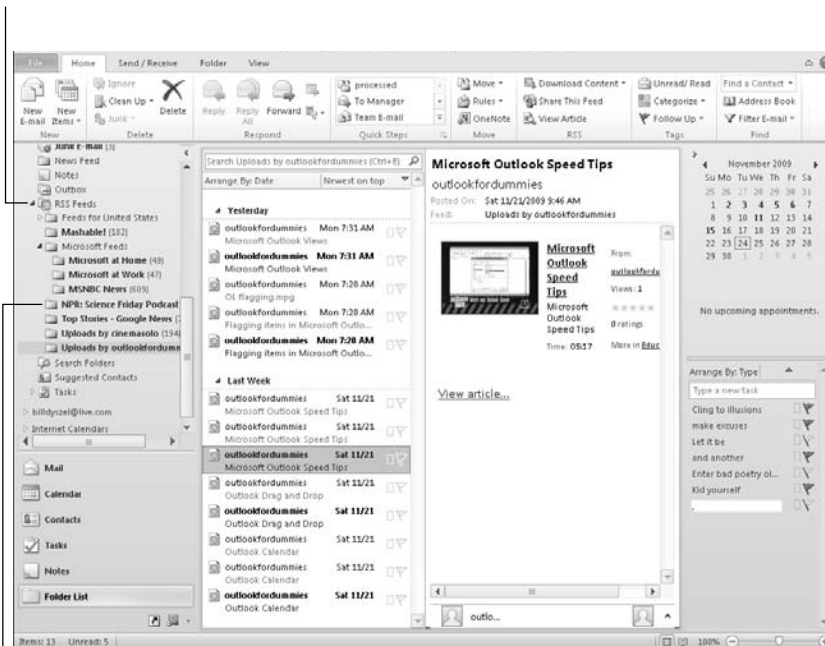 File Home Send / Receive Folder View
New E-mail
New Items
Ignore
Clean Up
Junk
Delete
Reply
Reply All
Forward
processed
To Manager
Team E-mail
Move
Rules
OneNote
Download Content
Share This Feed
View Article
Unread/ Read
Categorize
Follow Up
Find a Contact
Address Book
Filter E-mail
New Delete Respond Quick Steps Move RSS Tags Find
Junk E-mail [3]
News Feed
Notes
Outbox
RSS Feeds
Feeds for United States
Mashable! (182)
Microsoft Feeds
Microsoft at Home (49)
Microsoft at Work (47)
MSNBC News (609)
NPR: Science Friday Podcast
Top Stories - Google News
Uploads by cinemasolo (194)
Uploads by outlookfordumm
Search Folders
Suggested Contacts
Tasks
billdyszel@live.com
Internet Calendars
Mail
Calendar
Contacts
Tasks
Notes
Folder List
Items: 13 Unread: 5
Search Uploads by outlookfordummies (Ctrl+E)
Arrange By: Date Newest on top
Yesterday
outlookfordummies Mon 7:31 AM
Microsoft Outlook Views
outlookfordummies Mon 7:31 AM
Microsoft Outlook Views
outlookfordummies Mon 7:20 AM
OL flagging.mpg
outlookfordummies Mon 7:20 AM
Flagging items in Microsoft Outlo...
outlookfordummies Mon 7:20 AM
Flagging items in Microsoft Outlo...
Last Week
outlookfordummies Sat 11/21
Microsoft Outlook Speed Tips
outlookfordummies Sat 11/21
Microsoft Outlook Speed Tips
outlookfordummies Sat 11/21
Microsoft Outlook Speed Tips
outlookfordummies Sat 11/21
Outlook Drag and Drop
outlookfordummies Sat 11/21
Outlook Drag and Drop
outlookfordummies Sat 11/21
Outlook Calendar
outlookfordummies Sat 11/21
Outlook Calendar
outlookfordummies Sat 11/21
Outlook Calendar
Microsoft Outlook Speed Tips
outlookfordummies
Posted On: Sat 11/21/2009 9:46 AM
Feed: Uploads by outlookfordummies
Microsoft
Outlook
Speed
Tips
Microsoft
Outlook
Speed Tips
Time: 05:17
From:
outlookfordu
Views: 1
0 ratings
More in Educ
View article...
outlo...
November 2009
Su Mo Tu We Th Fr Sa
25 26 27 28 29 30 31
1 2 3 4 5 6 7
8 9 10 11 12 13 14
15 16 17 18 19 20 21
22 23 24 25 26 27 28
29 30 1 2 3 4 5
No upcoming appointments.
Arrange By: Type
Type a new task
Cling to illusions
make excuses
Let it be
and another
Enter bad poetry ol...
Kid yourself
.
100%